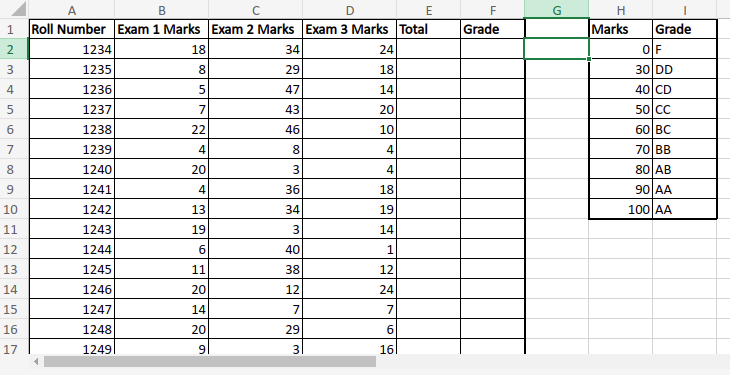 A B C D E F G H I
1 Roll Number Exam 1 Marks Exam 2 Marks Exam 3 Marks Total Grade Marks Grade
2 1234 18 34 24 0 F
3 1235 8 29 18 30 DD
4 1236 5 47 14 40 CD
5 1237 7 43 20 50 CC
6 1238 22 46 10 60 BC
7 1239 4 8 4 70 BB
8 1240 20 3 4 80 AB
9 1241 4 36 18 90 AA
10 1242 13 34 19 100 AA
11 1243 19 3 14
12 1244 6 40 1
13 1245 11 38 12
14 1246 20 12 24
15 1247 14 7 7
16 1248 20 29 6
17 1249 9 3 16